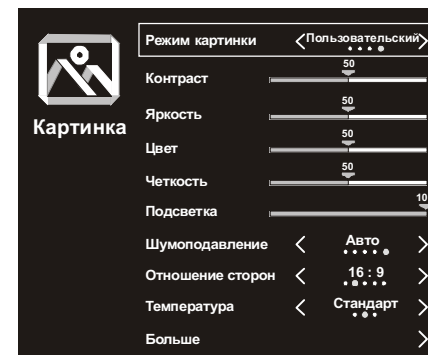 Картинка
Режим картинки Пользовательский
50
Контраст
50
Яркость
50
Цвет
50
Четкость
10
Подсветка
Шумоподавление Авто
Отношение сторон 16 : 9
Температура Стандарт
Больше